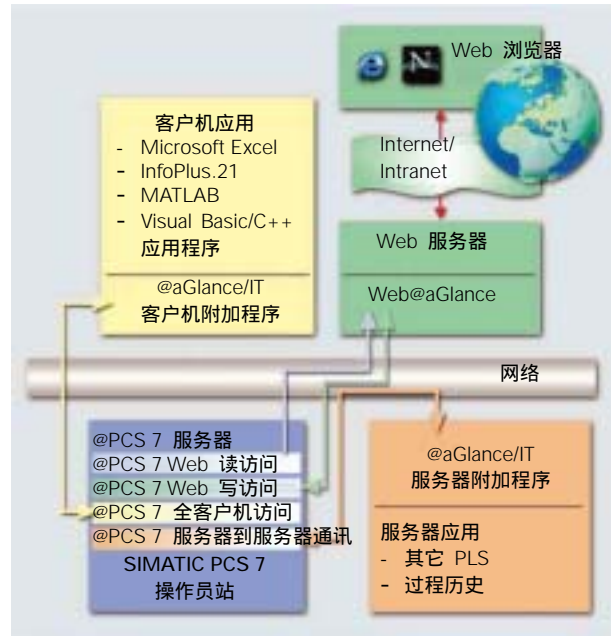 Web 浏览器
Internet/
Intranet
客户机应用
- Microsoft Excel
- InfoPlus.21
- MATLAB
- Visual Basic/C++
应用程序
@aGlance/IT
客户机附加程序
Web 服务器
Web@aGlance
网络
@PCS 7 服务器
@PCS 7 Web 读访问
@PCS 7 Web 写访问
@PCS 7 全客户机访问
@PCS 7 服务器到服务器通讯
SIMATIC PCS 7
操作员站
@aGlance/IT
服务器附加程序
服务器应用
- 其它 PLS
- 过程历史